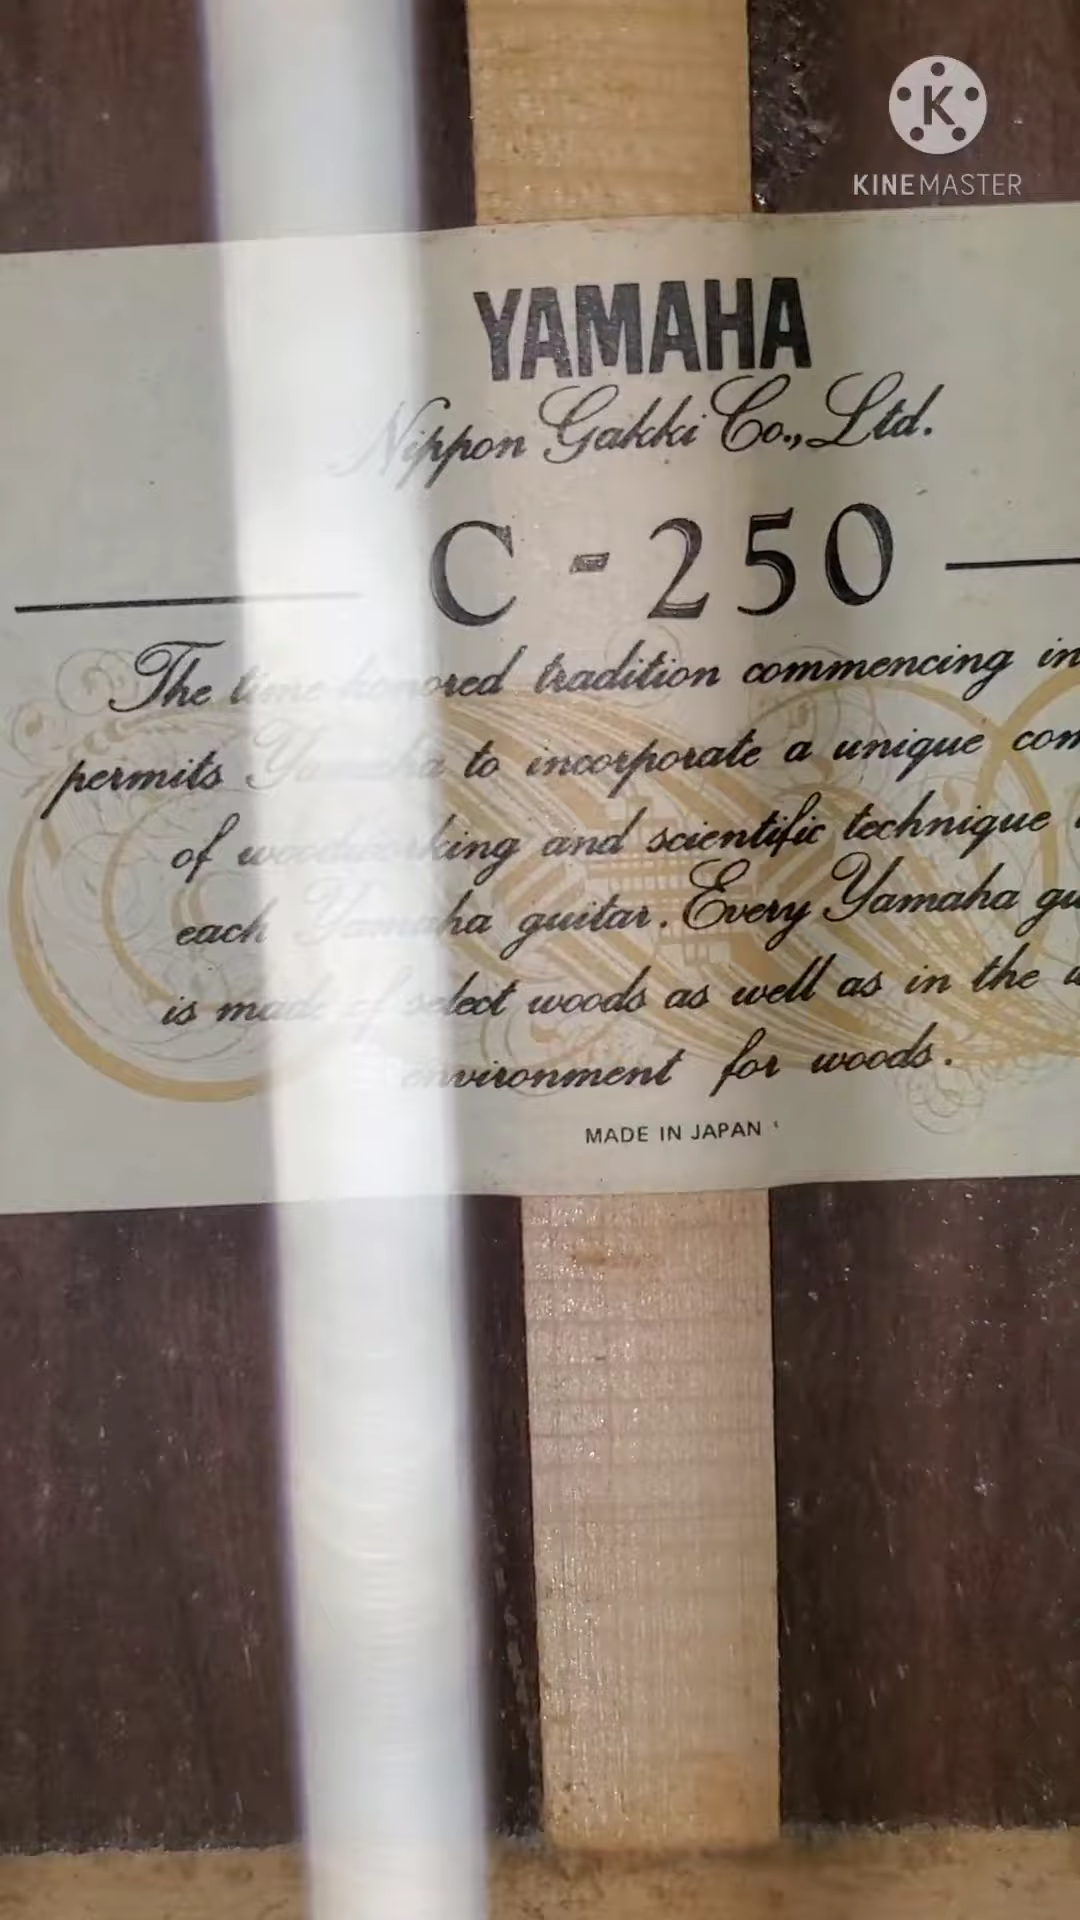 K
KINEMASTER
YAMAHA
Nippon Gakki Co., Ltd.
C - 250
The time honored tradition commencing in
permits Yamaha to incorporate a unique
of woodworking and scientific technique
each Yamaha guitar. Every Yamaha
is made of select woods as well as in the
environment for woods.
MADE IN JAPAN